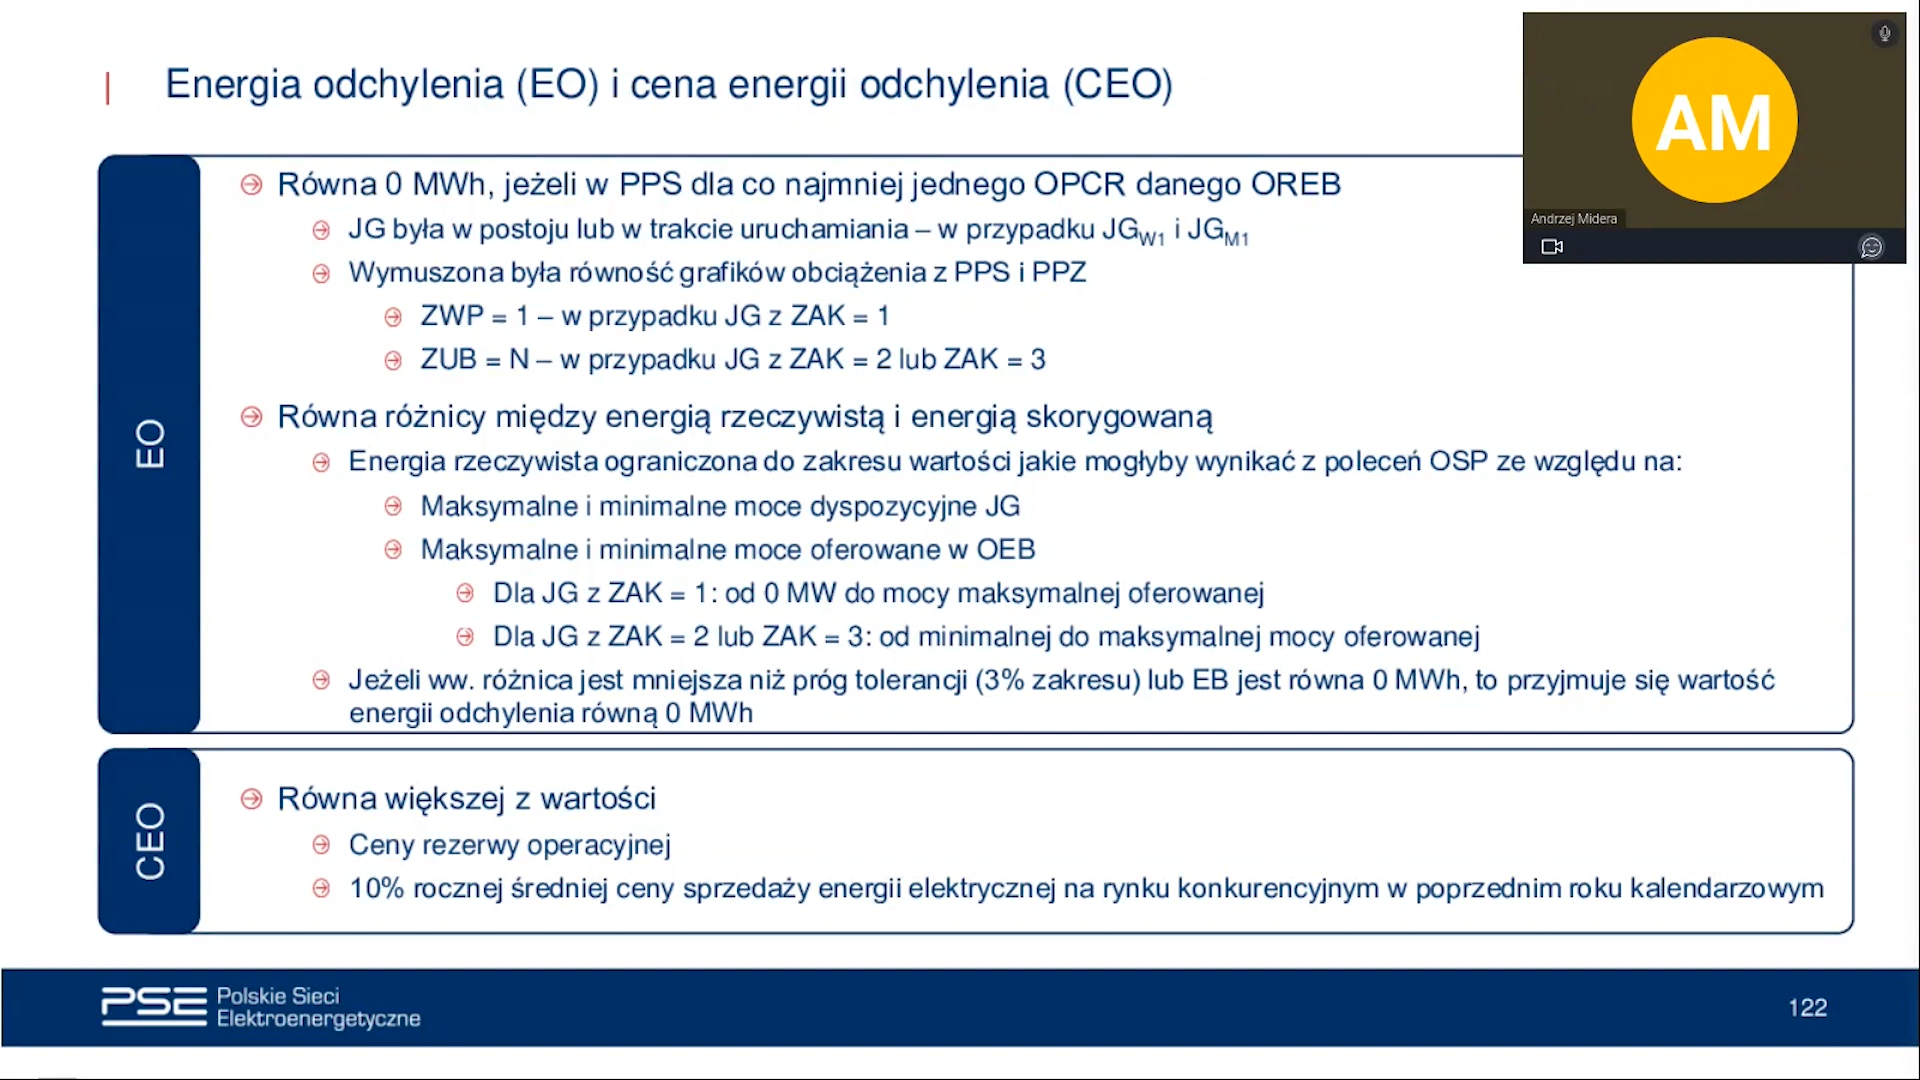 Energia odchylenia (EO) i cena energii odchylenia (CEO)
AM
Andrzej Midera
EO
Równa 0 MWh, jeżeli w PPS dla co najmniej jednego OPCR danego OREB
JG była w postoju lub w trakcie uruchamiania – w przypadku JGW1 i JGM1
Wymuszona była równość grafików obciążenia z PPS i PPZ
ZWP = 1 – w przypadku JG z ZAK = 1
ZUB = N – w przypadku JG z ZAK = 2 lub ZAK = 3
Równa różnicy między energią rzeczywistą i energią skorygowaną
Energia rzeczywista ograniczona do zakresu wartości jakie mogłyby wynikać z poleceń OSP ze względu na:
Maksymalne i minimalne moce dyspozycyjne JG
Maksymalne i minimalne moce oferowane w OEB
Dla JG z ZAK = 1: od 0 MW do mocy maksymalnej oferowanej
Dla JG z ZAK = 2 lub ZAK = 3: od minimalnej do maksymalnej mocy oferowanej
Jeżeli ww. różnica jest mniejsza niż próg tolerancji (3% zakresu) lub EB jest równa 0 MWh, to przyjmuje się wartość
energii odchylenia równą 0 MWh
CEO
Równa większej z wartości
Ceny rezerwy operacyjnej
10% rocznej średniej ceny sprzedaży energii elektrycznej na rynku konkurencyjnym w poprzednim roku kalendarzowym
PSE
Polskie Sieci
Elektroenergetyczne
122